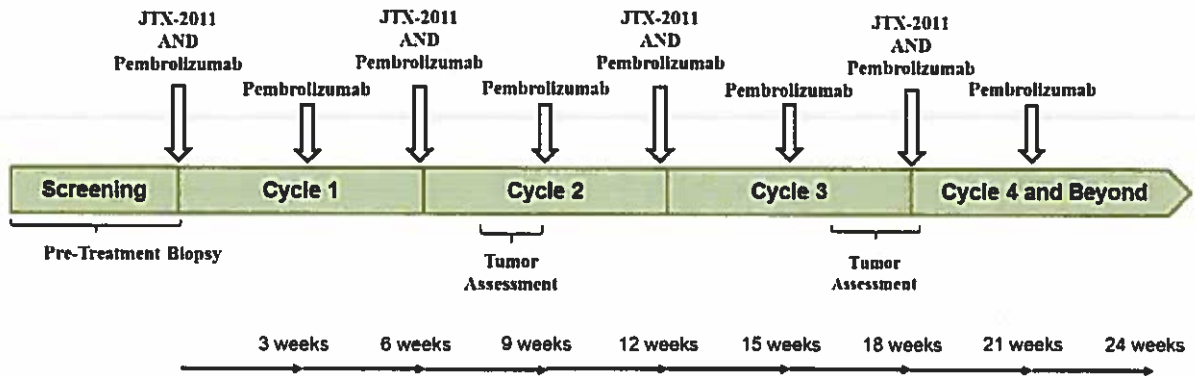 JTX-2011
AND
Pembrolizumab
Pembrolizumab
JTX-2011
AND
Pembrolizumab
Pembrolizumab
JTX-2011
AND
Pembrolizumab
Pembrolizumab
JTX-2011
AND
Pembrolizumab
Pembrolizumab
Screening
Cycle 1
Cycle 2
Cycle 3
Cycle 4 and Beyond
Pre-Treatment Biopsy
Tumor
Assessment
Tumor
Assessment
3 weeks
6 weeks
9 weeks
12 weeks
15 weeks
18 weeks
21 weeks
24 weeks